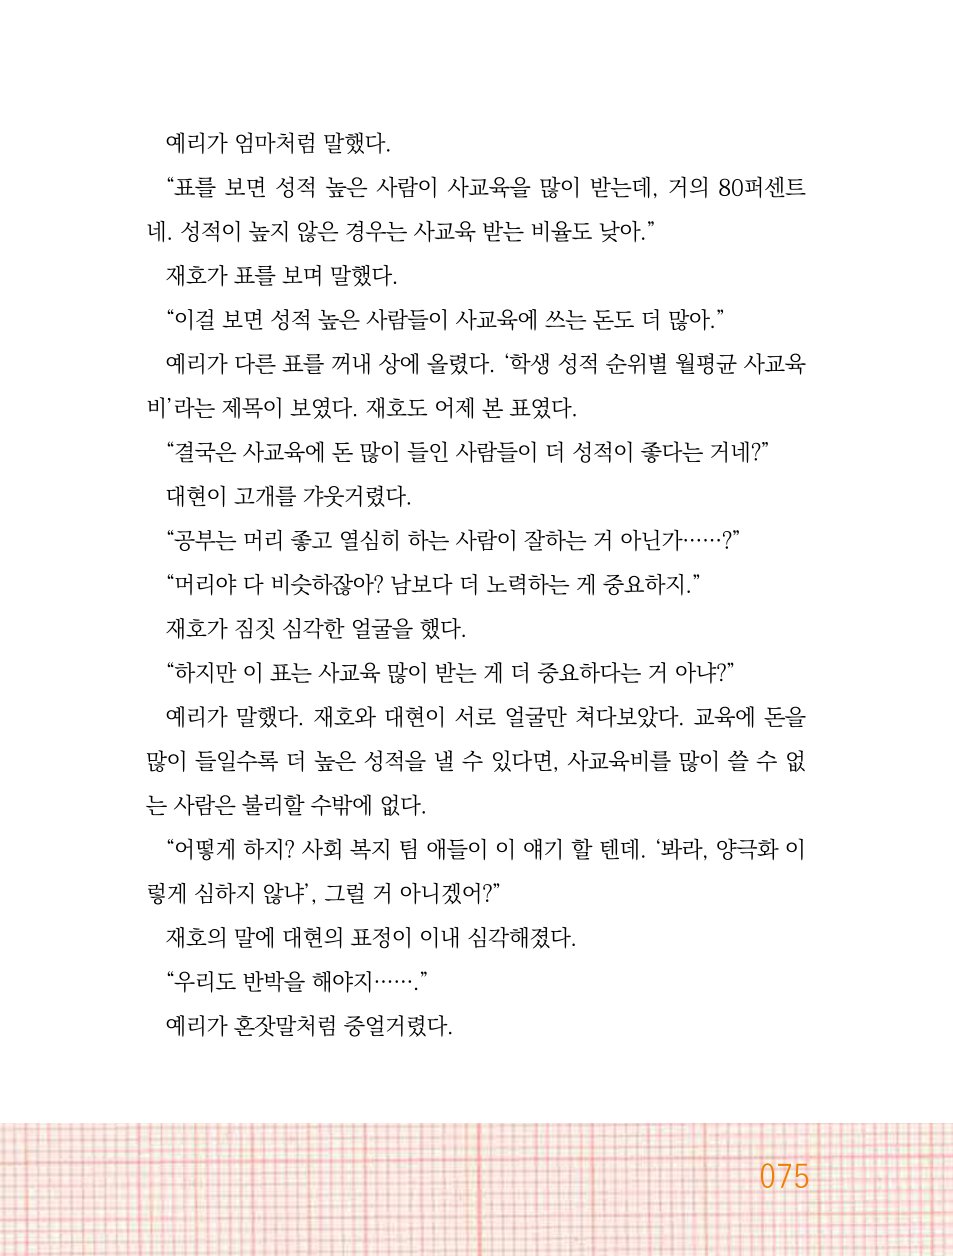 예리가 엄마처럼 말했다.
“표를 보면 성적 높은 사람이 사교육을 많이 받는데, 거의 80퍼센트
네. 성적이 높지 않은 경우는 사교육 받는 비율도 낮아.”
재호가 표를 보며 말했다.
“이걸 보면 성적 높은 사람들이 사교육에 쓰는 돈도 더 많아.”
예리가 다른 표를 꺼내 상에 올렸다. ‘학생 성적 순위별 월평균 사교육
비’라는 제목이 보였다. 재호도 어제 본 표였다.
“결국은 사교육에 돈 많이 들인 사람들이 더 성적이 좋다는 거네?”
대현이 고개를 갸웃거렸다.
“공부는 머리 좋고 열심히 하는 사람이 잘하는 거 아닌가……?”
“머리야 다 비슷하잖아? 남보다 더 노력하는 게 중요하지.”
재호가 짐짓 심각한 얼굴을 했다.
“하지만 이 표는 사교육 많이 받는 게 더 중요하다는 거 아냐?”
예리가 말했다. 재호와 대현이 서로 얼굴만 쳐다보았다. 교육에 돈을
많이 들일수록 더 높은 성적을 낼 수 있다면, 사교육비를 많이 쓸 수 없
는 사람은 불리할 수밖에 없다.
“어떻게 하지? 사회 복지 팀 애들이 이 얘기 할 텐데. ‘봐라, 양극화 이
렇게 심하지 않냐’, 그럴 거 아니겠어?”
재호의 말에 대현의 표정이 이내 심각해졌다.
“우리도 반박을 해야지…….”
예리가 혼잣말처럼 중얼거렸다.
075